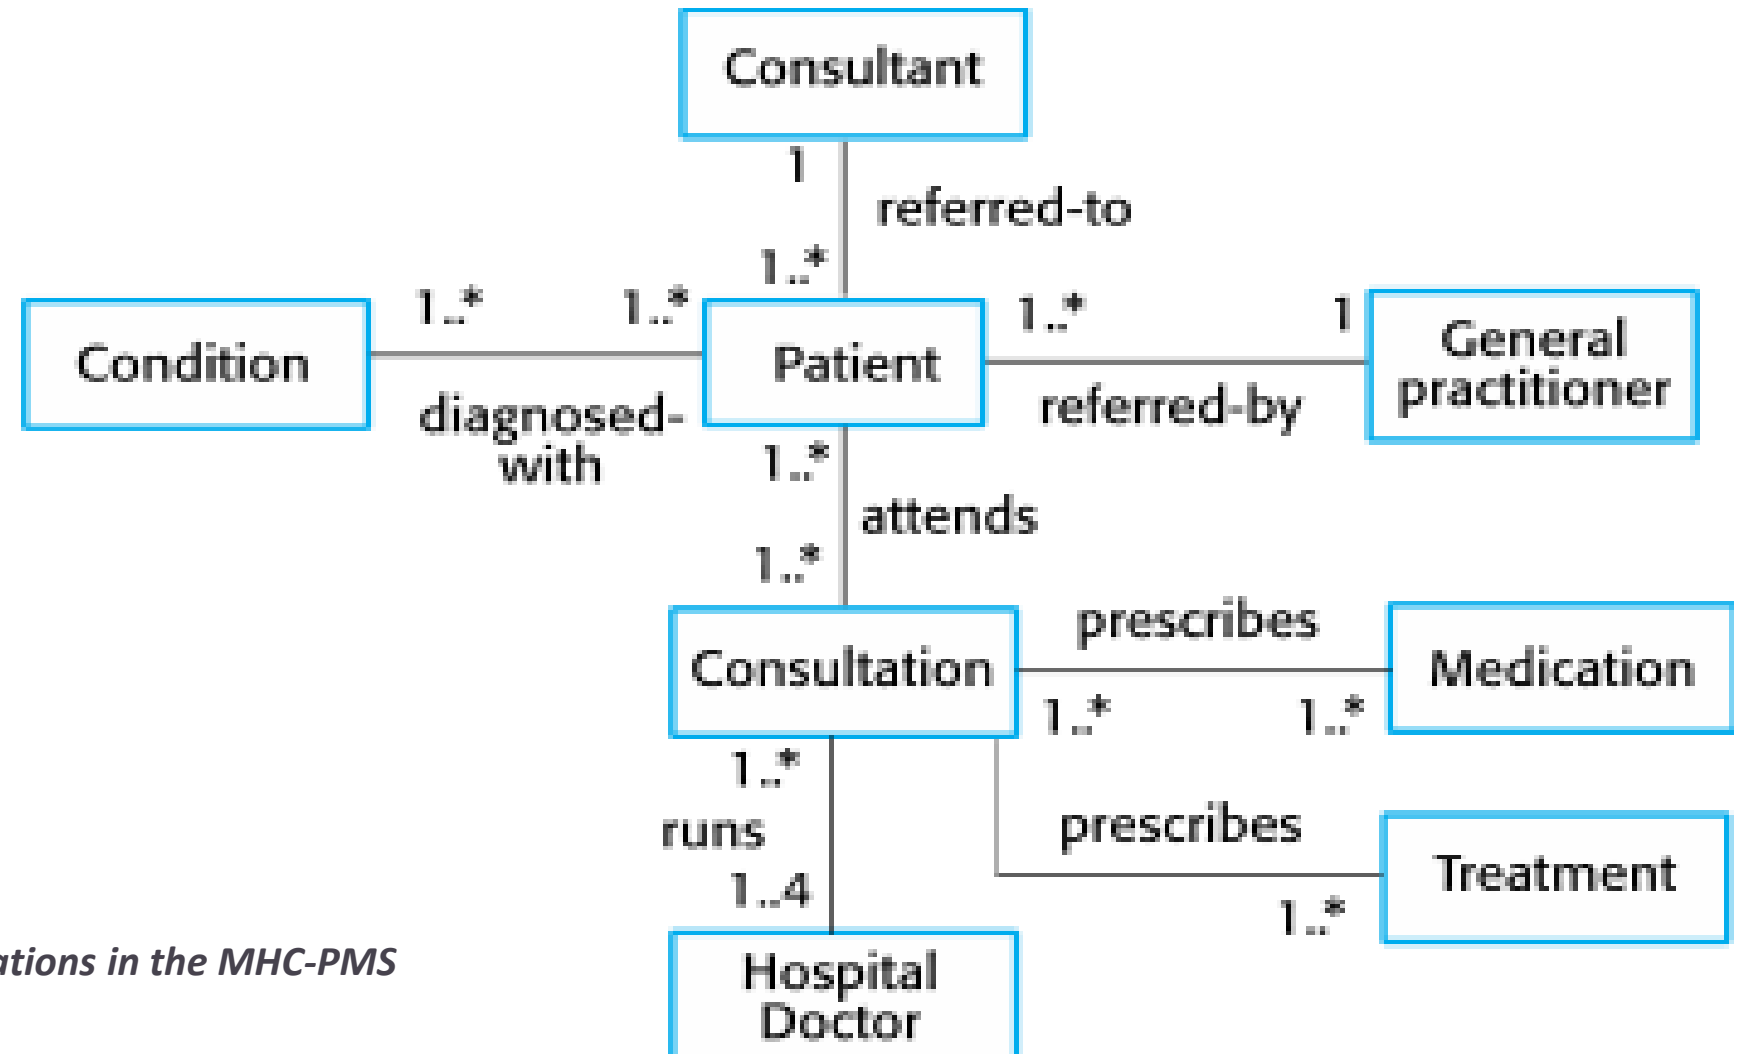 Consultant
1
referred-to
1..*
1..*
1..*
1..*
1
Condition
Patient
General
practitioner
diagnosed-
with
referred-by
1..*
attends
1..*
prescribes
Consultation
Medication
1..*
1..*
1..*
runs
prescribes
1..4
Treatment
1..*
ations in the MHC-PMS
Hospital
Doctor